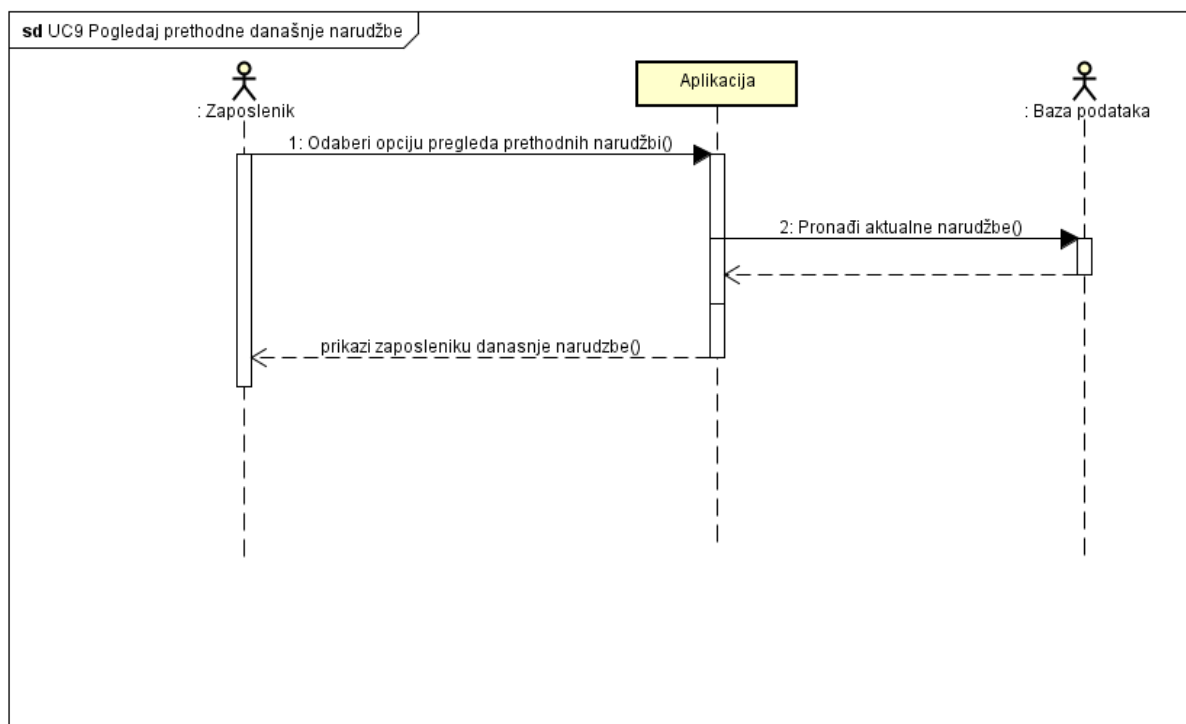 sd UC9 Pogledaj prethodne današnje narudžbe
: Zaposlenik
Aplikacija
: Baza podataka
1: Odaberi opciju pregleda prethodnih narudžbi()
2: Pronađi aktualne narudžbe()
prikazi zaposleniku danasnje narudzbe()